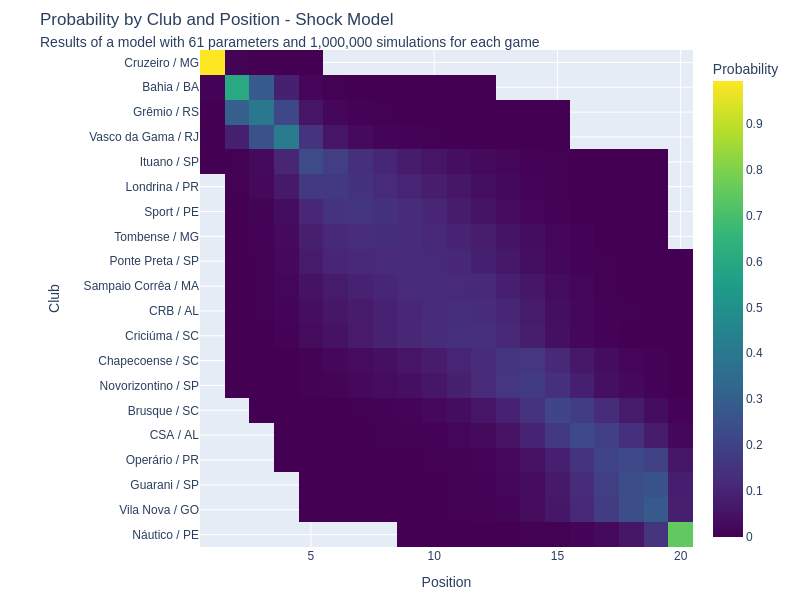 Probability by Club and Position - Shock Model
Results of a model with 61 parameters and 1,000,000 simulations for each game
Cruzeiro / MG
Bahia / BA
Grêmio / RS
Vasco da Gama / RJ
Ituano / SP
Londrina / PR
Sport / PE
Tombense / MG
Ponte Preta / SP
Sampaio Corrêa / MA
CRB / AL
Criciúma / SC
Chapecoense / SC
Novorizontino / SP
Brusque / SC
CSA / AL
Operário / PR
Guarani / SP
Vila Nova / GO
Náutico / PE
Club
5
10
15
20
Position
Probability
0.9
0.8
0.7
0.6
0.5
0.4
0.3
0.2
0.1
0